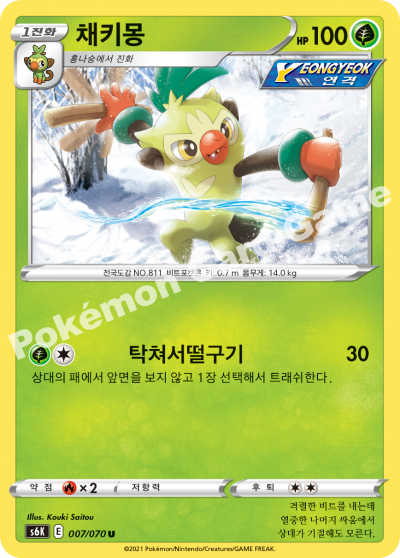 1진화
채키몽
HP 100
흥나숭에서 진화
YEONGYEOK
연격
전국도감 NO.811 비트포켓몬 키: 0.7 m 몸무게: 14.0 kg
Pokémon Card Game
탁쳐서떨구기 30
상대의 패에서 앞면을 보지 않고 1장 선택해서 트래쉬한다.
약점 ×2 저항력 후퇴
Illus. Kouki Saitou
s6K E 007/070 U
격렬한 비트를 내는데
열중한 나머지 싸움에서
상대가 기절해도 모른다.
©2021 Pokémon/Nintendo/Creatures/GAME FREAK.